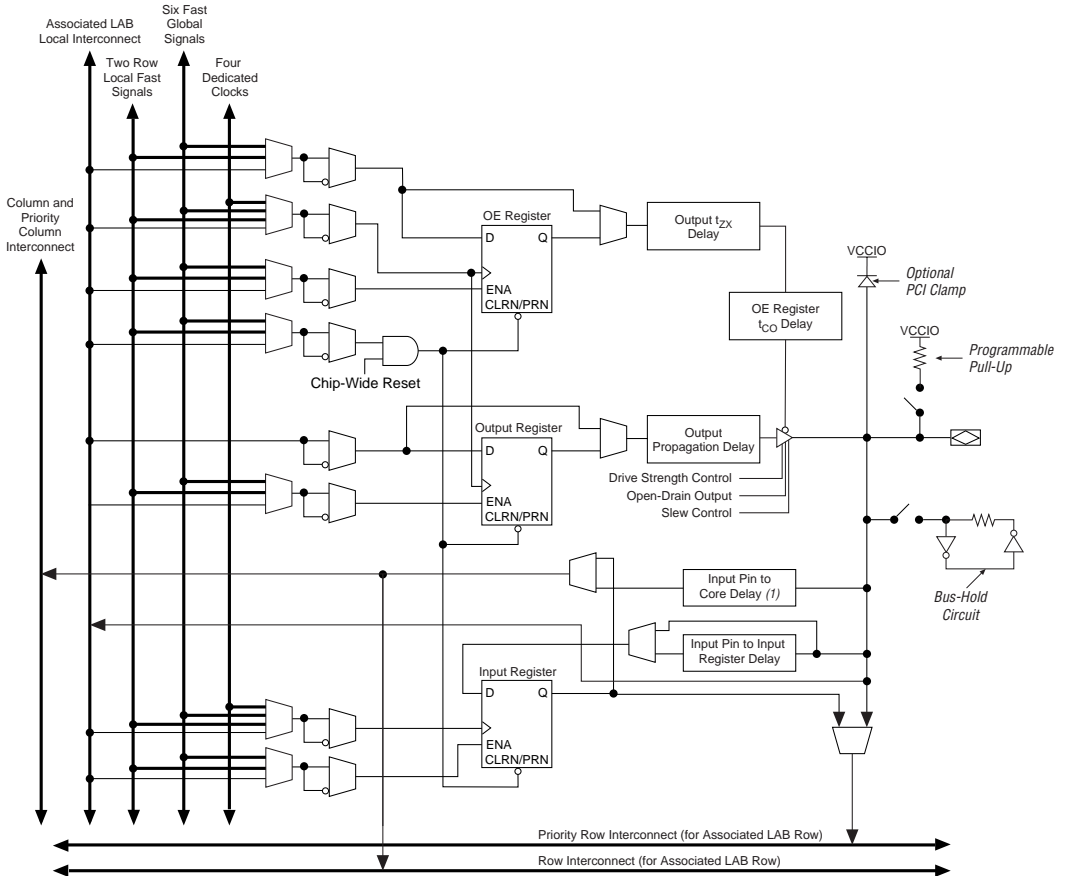 Associated LAB
Local Interconnect
Six Fast
Global
Signals
Two Row
Local Fast
Signals
Four
Dedicated
Clocks
Column and
Priority
Column
Interconnect
OE Register
D Q
ENA
CLRN/PRN
Output tZX
Delay
OE Register
tCO Delay
VCCIO
Optional
PCI Clamp
VCCIO
Programmable
Pull-Up
Chip-Wide Reset
Output Register
D Q
ENA
CLRN/PRN
Output
Propagation Delay
Drive Strength Control
Open-Drain Output
Slew Control
Input Pin to
Core Delay (1)
Bus-Hold
Circuit
Input Pin to Input
Register Delay
Input Register
D Q
ENA
CLRN/PRN
Priority Row Interconnect (for Associated LAB Row)
Row Interconnect (for Associated LAB Row)